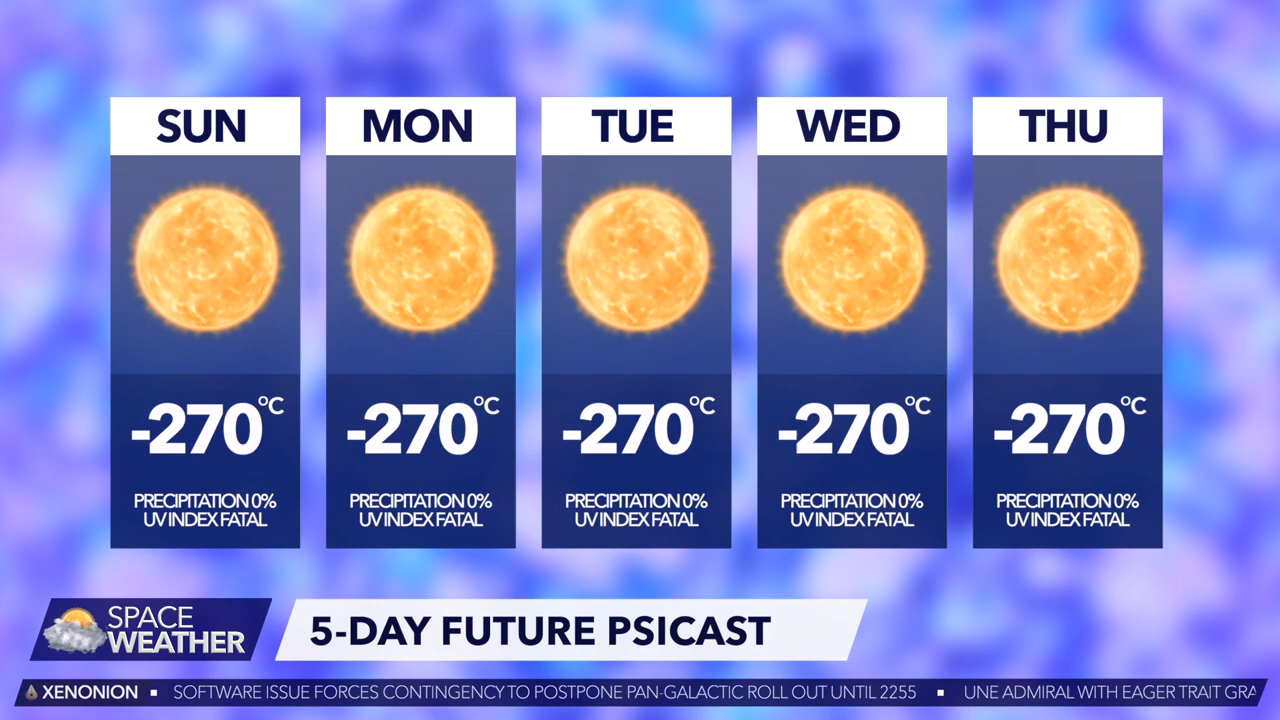 SUN
-270°C
PRECIPITATION 0%
UV INDEX FATAL
MON
-270°C
PRECIPITATION 0%
UV INDEX FATAL
TUE
-270°C
PRECIPITATION 0%
UV INDEX FATAL
WED
-270°C
PRECIPITATION 0%
UV INDEX FATAL
THU
-270°C
PRECIPITATION 0%
UV INDEX FATAL
SPACE
WEATHER
5-DAY FUTURE PSICAST
XENONION ▪ SOFTWARE ISSUE FORCES CONTINGENCY TO POSTPONE PAN-GALACTIC ROLL OUT UNTIL 2255 ▪ UNE ADMIRAL WITH EAGER TRAIT